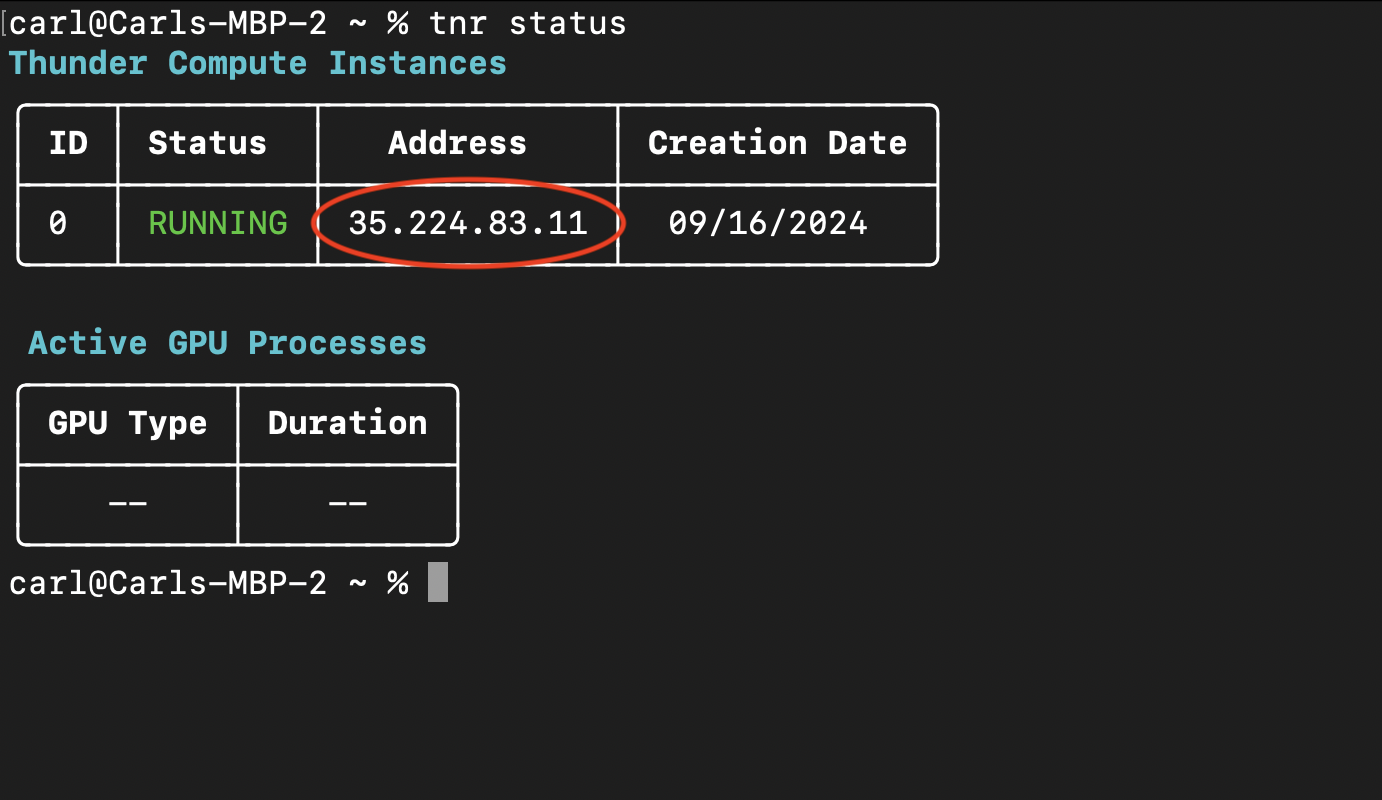 carl@Carls-MBP-2 ~ % tnr status
Thunder Compute Instances
ID Status Address Creation Date
0 RUNNING 35.224.83.11 09/16/2024
Active GPU Processes
GPU Type Duration
-- --
carl@Carls-MBP-2 ~ %